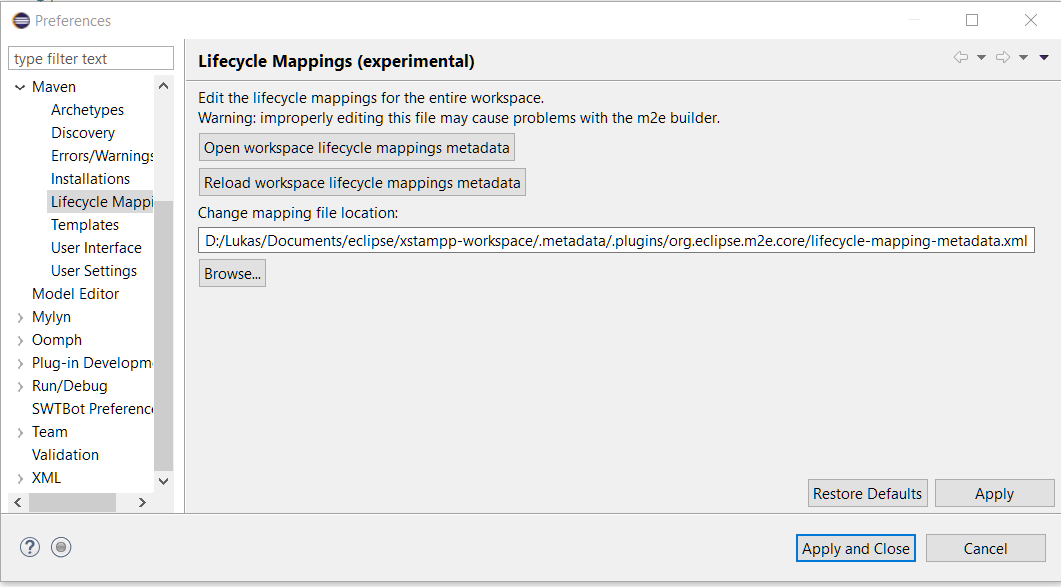 Preferences
type filter text
Maven
Archetypes
Discovery
Errors/Warnings
Installations
Lifecycle Mappi
Templates
User Interface
User Settings
Model Editor
Mylyn
Oomph
Plug-in Developm
Run/Debug
SWTBot Preferenc
Team
Validation
XML
Lifecycle Mappings (experimental)
Edit the lifecycle mappings for the entire workspace.
Warning: improperly editing this file may cause problems with the m2e builder.
Open workspace lifecycle mappings metadata
Reload workspace lifecycle mappings metadata
Change mapping file location:
D:/Lukas/Documents/eclipse/xstampp-workspace/.metadata/.plugins/org.eclipse.m2e.core/lifecycle-mapping-metadata.xml
Browse...
Restore Defaults
Apply
?
Apply and Close
Cancel